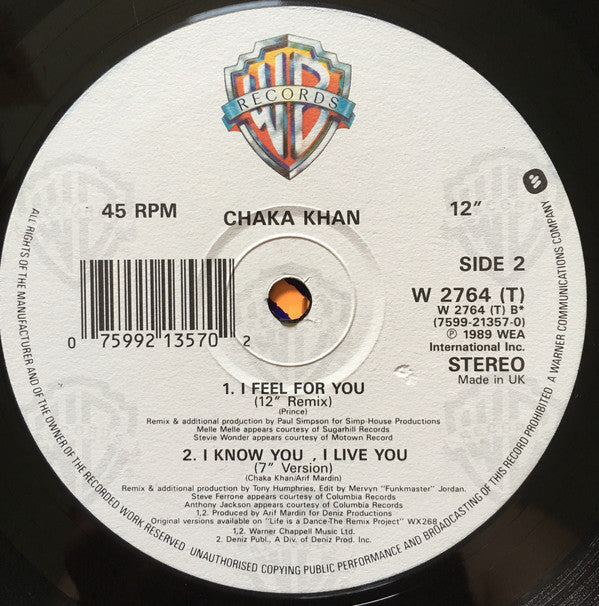 WB
RECORDS
45 RPM
CHAKA KHAN
12"
SIDE 2
W 2764 (T)
W 2764 (T) B*
(7599-21357-0)
℗ 1989 WEA
International Inc.
STEREO
Made in UK
0 75992 13570 2
1. I FEEL FOR YOU
(12" Remix)
(Prince)
Remix & additional production by Paul Simpson for Simp-House Productions
Melle Melle appears courtesy of Sugarhill Records
Stevie Wonder appears courtesy of Motown Record
2. I KNOW YOU , I LIVE YOU
(7" Version)
(Chaka Khan/Arif Mardin)
Remix & additional production by Tony Humphries, Edit by Mervyn "Funkmaster" Jordan.
Steve Ferrone appears courtesy of Columbia Records
Anthony Jackson appears courtesy of Columbia Records
1,2. Produced by Arif Mardin for Deniz Productions
Original versions available on "Life is a Dance-The Remix Project" WX268
1,2. Warner Chappell Music Ltd.
2. Deniz Publ., A Div. of Deniz Prod. Inc.
ALL RIGHTS OF THE MANUFACTURER AND OF THE OWNER OF THE RECORDED WORK RESERVED. UNAUTHORISED COPYING PUBLIC PERFORMANCE AND BROADCASTING OF THIS RECORD PROHIBITED A WARNER COMMUNICATIONS COMPANY